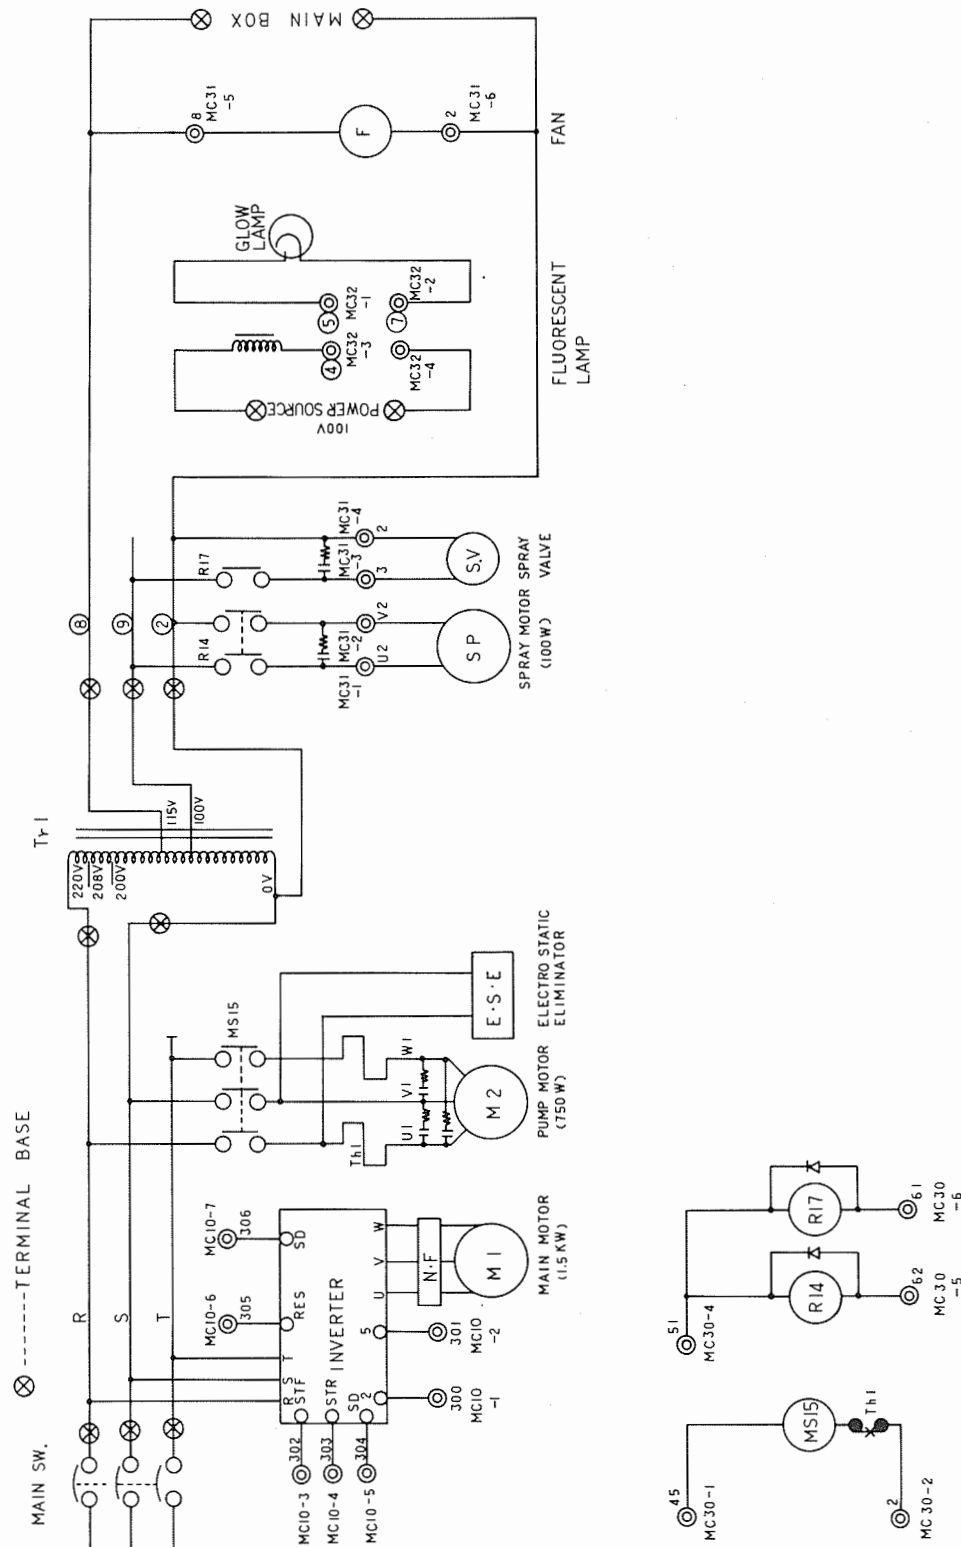 MAIN SW.
⊗ ------TERMINAL BASE
R
S
T
MC10-3
302
MC10-4
303
MC10-5
304
R
S
T
STF
STR
SD
2
5
RES
SD
INVERTER
MC10-6
305
MC10-7
306
300
MC10
-1
301
MC10
-2
U
V
W
N·F
M1
MAIN MOTOR
(1.5KW)
MS15
Th1
U1
V1
W1
M2
PUMP MOTOR
(750W)
E·S·E
ELECTRO STATIC
ELIMINATOR
Tr1
220V
208V
200V
0V
115V
100V
8
9
2
R14
R17
MC31
-1
U2
MC31
-2
V2
MC31
-3
3
MC31
-4
2
SP
SPRAY MOTOR
(100W)
S.V
SPRAY
VALVE
100V
POWER SOURCE
4
MC32
-3
MC32
-4
5
MC32
-1
7
MC32
-2
GLOW
LAMP
FLUORESCENT
LAMP
8
MC31
-5
F
2
MC31
-6
FAN
MAIN BOX
45
MC30-1
MS15
Th1
2
MC30-2
51
MC30-4
R14
62
MC30
-5
R17
61
MC30
-6